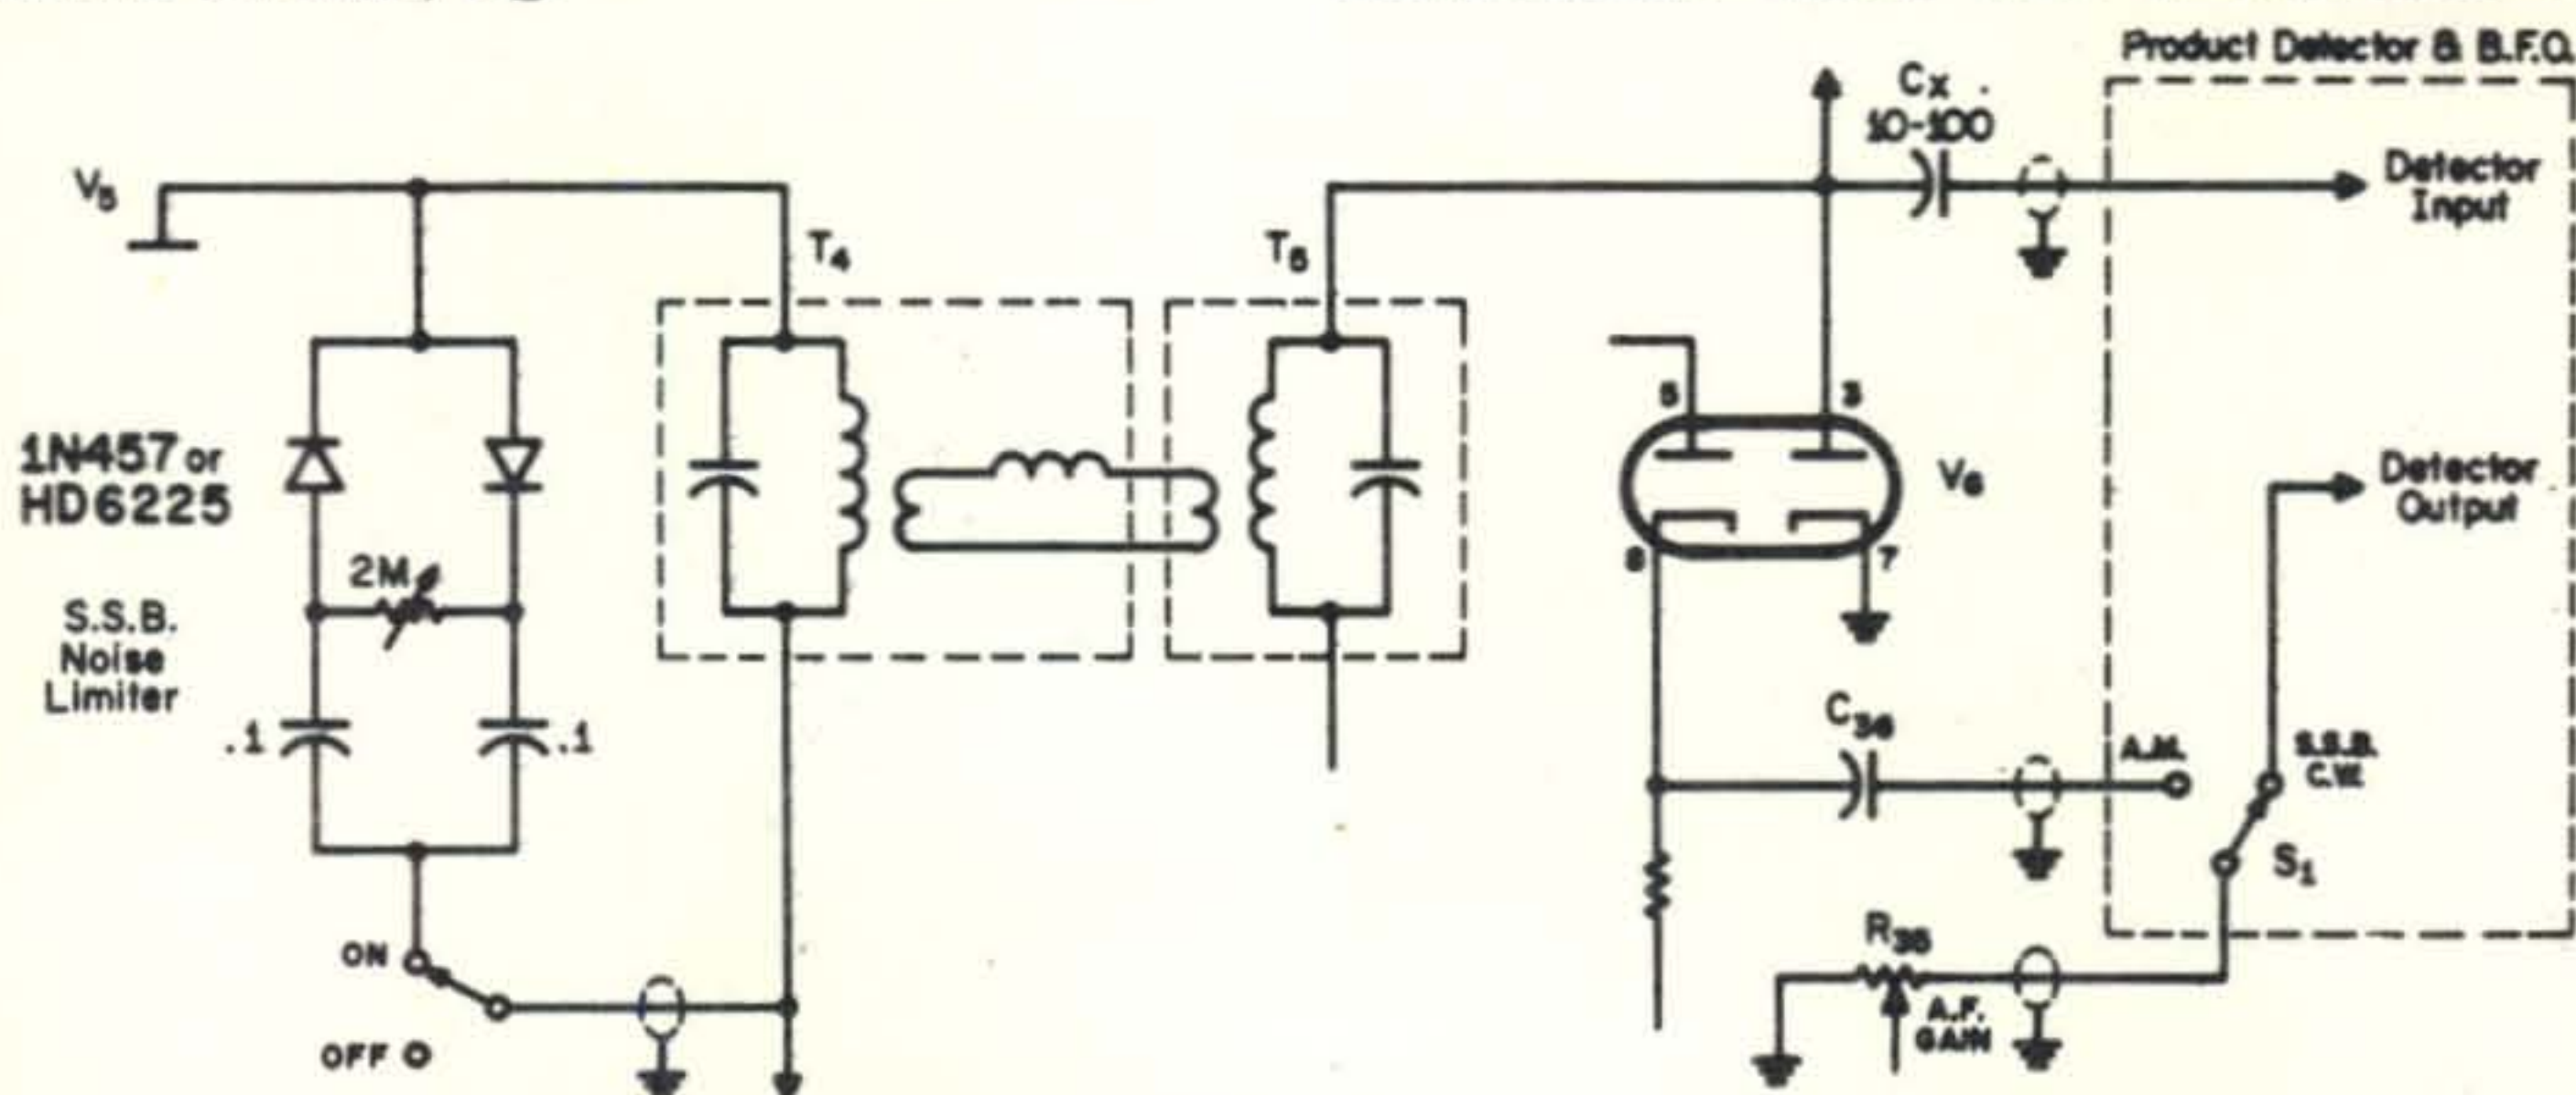 Product Detector & B.F.O.
Cx
10-100
V5
T4
T5
Detector
Input
5
3
1N457 or
HD6225
V6
Detector
Output
2M
8
7
S.S.B.
Noise
Limiter
.1
.1
C36
A.M.
S.S.B.
C.W.
S1
R35
A.F.
GAIN
ON
OFF